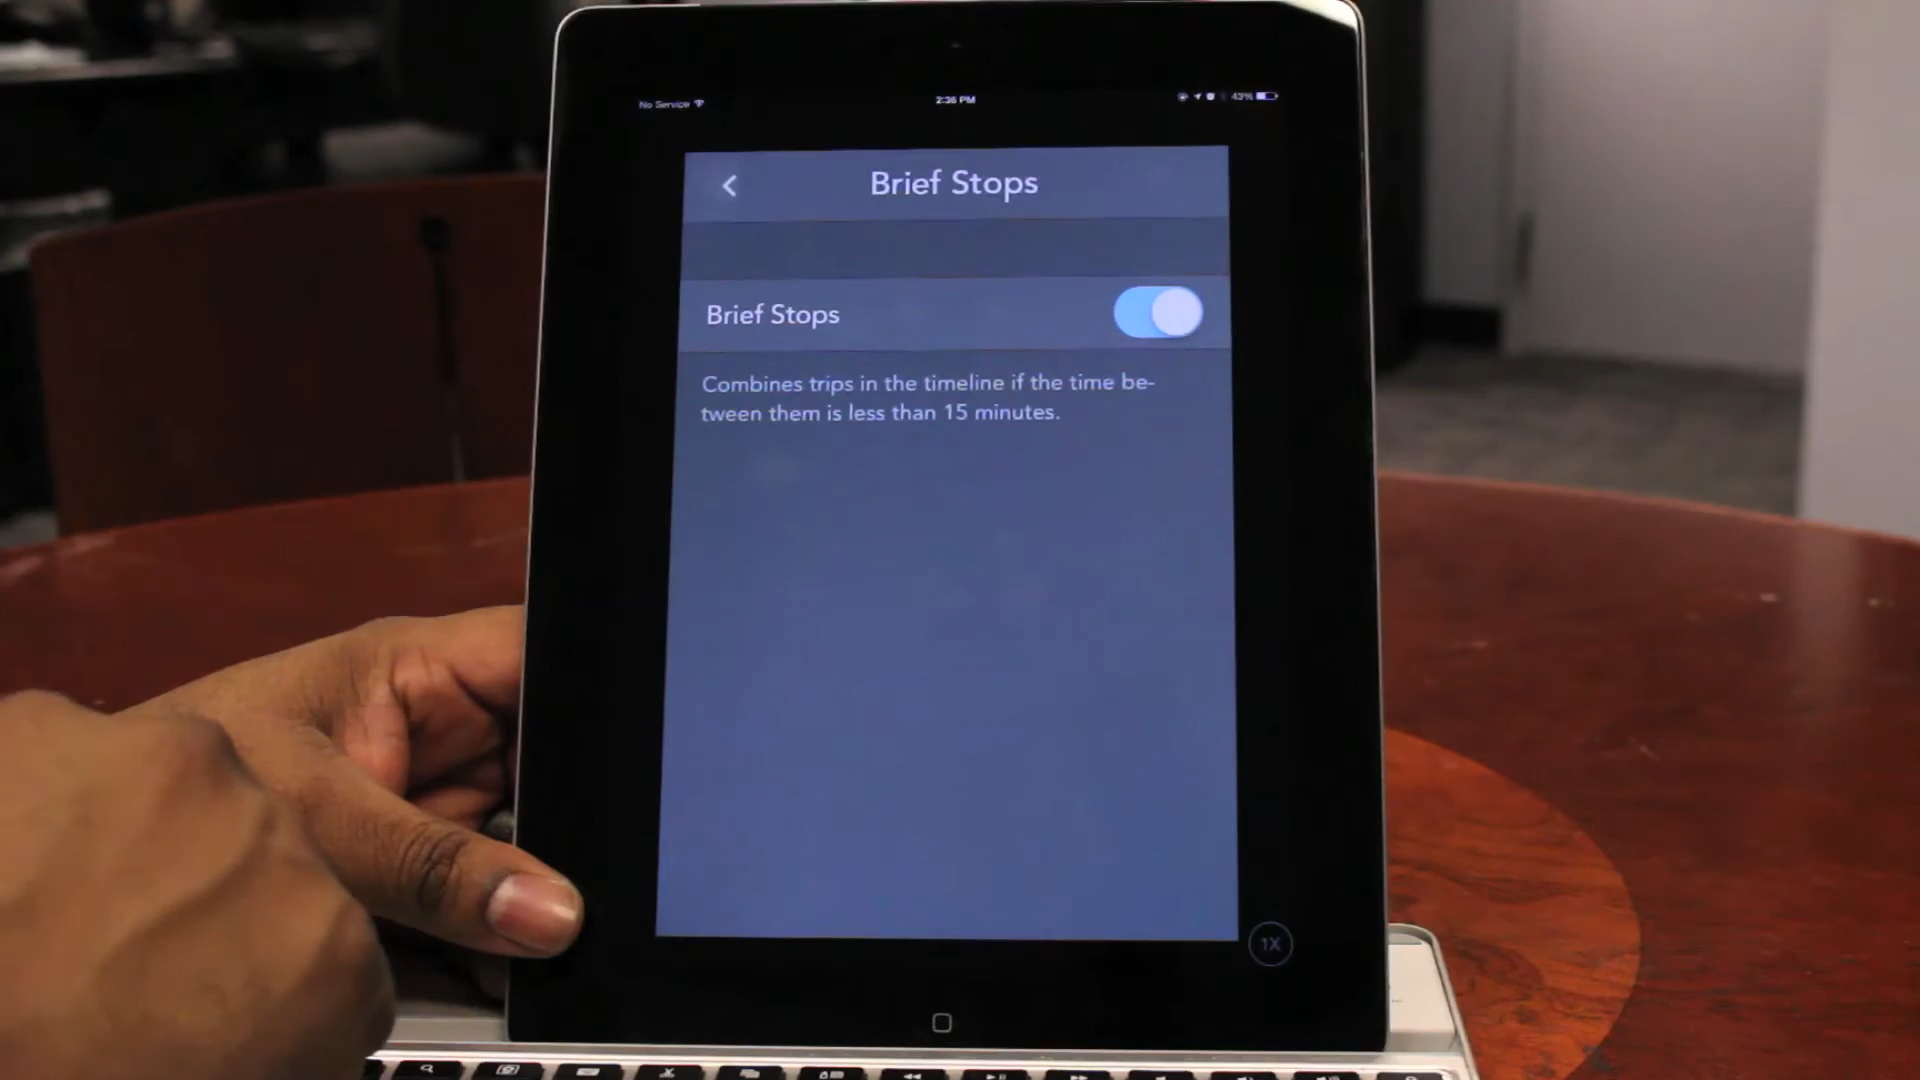 No Service
2:36 PM
43%
Brief Stops
Brief Stops
Combines trips in the timeline if the time be-
tween them is less than 15 minutes.
1X